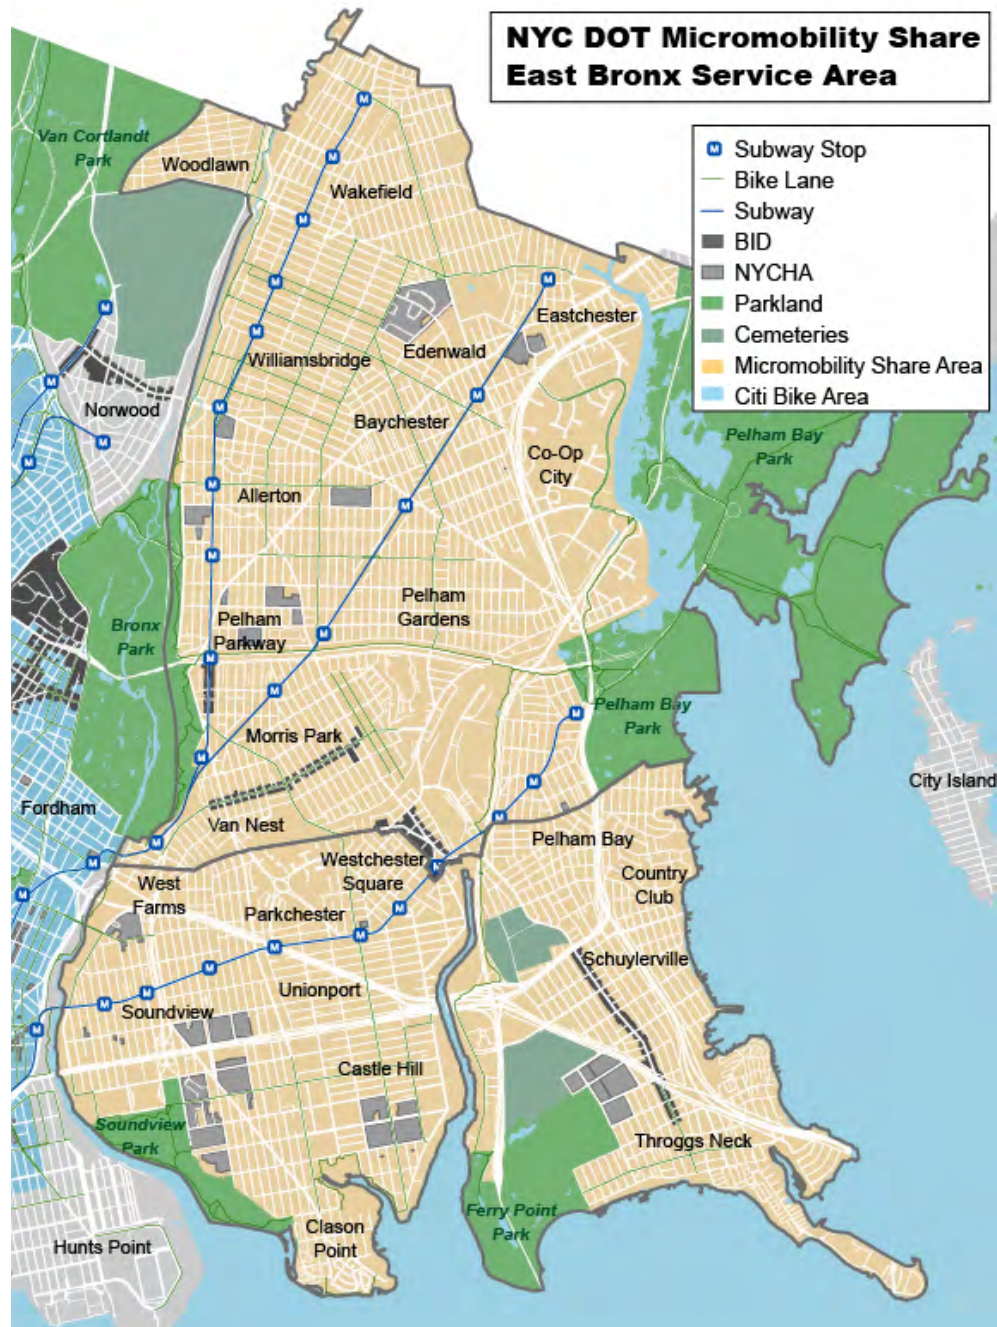 NYC DOT Micromobility Share
East Bronx Service Area
M Subway Stop
Bike Lane
Subway
BID
NYCHA
Parkland
Cemeteries
Micromobility Share Area
Citi Bike Area
Van Cortlandt
Park
Woodlawn
Wakefield
Eastchester
Edenwald
Williamsbridge
Norwood
Baychester
Co-Op
City
Pelham Bay
Park
Allerton
Pelham
Gardens
Bronx
Park
Pelham
Parkway
Pelham Bay
Park
Morris Park
City Island
Fordham
Van Nest
Pelham Bay
Westchester
Square
Country
Club
West
Farms
Parkchester
Schuylerville
Unionport
Soundview
Castle Hill
Soundview
Park
Throggs Neck
Ferry Point
Park
Clason
Point
Hunts Point